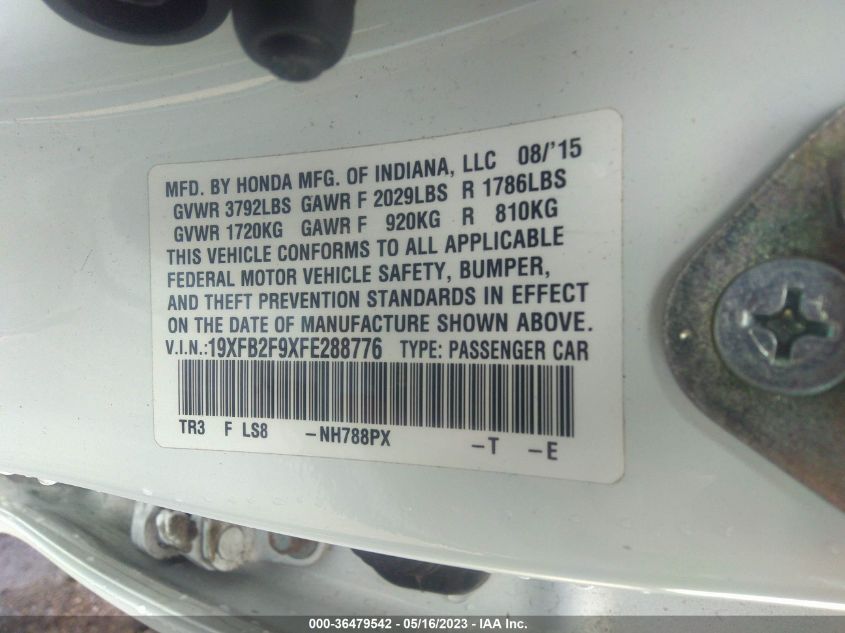 MFD. BY HONDA MFG. OF INDIANA, LLC 08/'15
GVWR 3792LBS GAWR F 2029LBS R 1786LBS
GVWR 1720KG GAWR F 920KG R 810KG
THIS VEHICLE CONFORMS TO ALL APPLICABLE
FEDERAL MOTOR VEHICLE SAFETY, BUMPER,
AND THEFT PREVENTION STANDARDS IN EFFECT
ON THE DATE OF MANUFACTURE SHOWN ABOVE.
V.I.N.:19XFB2F9XFE288776 TYPE: PASSENGER CAR
TR3 F LS8 -NH788PX -T -E
000-36479542 - 05/16/2023 - IAA Inc.